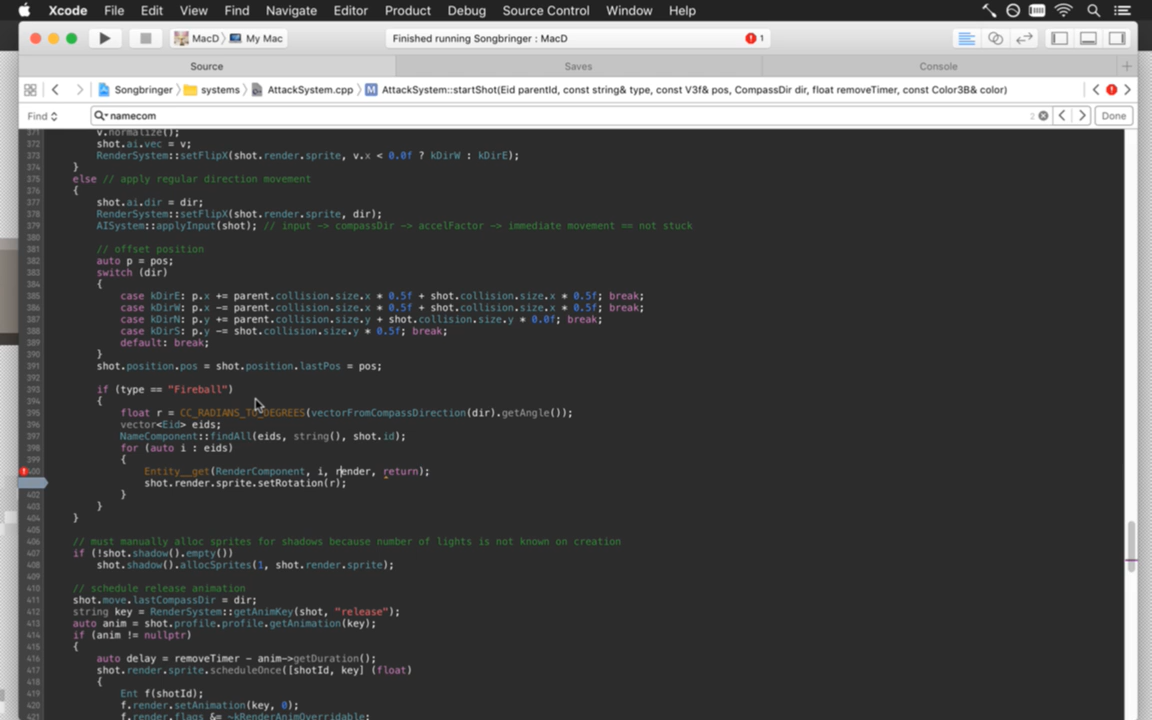 Xcode File Edit View Find Navigate Editor Product Debug Source Control Window Help
MacD My Mac Finished running Songbringer : MacD 1
Source Saves Console
Songbringer systems AttackSystem.cpp M AttackSystem::startShot(Eid parentId, const string& type, const V3f& pos, CompassDir dir, float removeTimer, const Color3B& color)
Find namecom 2 Done
371 v.normalize();
372 shot.ai.vec = v;
373 RenderSystem::setFlipX(shot.render.sprite, v.x < 0.0f ? kDirW : kDirE);
374 }
375 else // apply regular direction movement
376 {
377 shot.ai.dir = dir;
378 RenderSystem::setFlipX(shot.render.sprite, dir);
379 AISystem::applyInput(shot); // input -> compassDir -> accelFactor -> immediate movement == not stuck
380
381 // offset position
382 auto p = pos;
383 switch (dir)
384 {
385 case kDirE: p.x += parent.collision.size.x * 0.5f + shot.collision.size.x * 0.5f; break;
386 case kDirW: p.x -= parent.collision.size.x * 0.5f + shot.collision.size.x * 0.5f; break;
387 case kDirN: p.y += parent.collision.size.y + shot.collision.size.y * 0.0f; break;
388 case kDirS: p.y -= shot.collision.size.y * 0.5f; break;
389 default: break;
390 }
391 shot.position.pos = shot.position.lastPos = pos;
392
393 if (type == "Fireball")
394 {
395 float r = CC_RADIANS_TO_DEGREES(vectorFromCompassDirection(dir).getAngle());
396 vector<Eid> eids;
397 NameComponent::findAll(eids, string(), shot.id);
398 for (auto i : eids)
399 {
400 Entity__get(RenderComponent, i, render, return);
shot.render.sprite.setRotation(r);
402 }
403 }
404 }
405
406 // must manually alloc sprites for shadows because number of lights is not known on creation
407 if (!shot.shadow().empty())
408 shot.shadow().allocSprites(1, shot.render.sprite);
409
410 // schedule release animation
411 shot.move.lastCompassDir = dir;
412 string key = RenderSystem::getAnimKey(shot, "release");
413 auto anim = shot.profile.profile.getAnimation(key);
414 if (anim != nullptr)
415 {
416 auto delay = removeTimer - anim->getDuration();
417 shot.render.sprite.scheduleOnce([shotId, key] (float)
418 {
419 Ent f(shotId);
420 f.render.setAnimation(key, 0);
421 f.render.flags &= ~kRenderAnimOverridable;